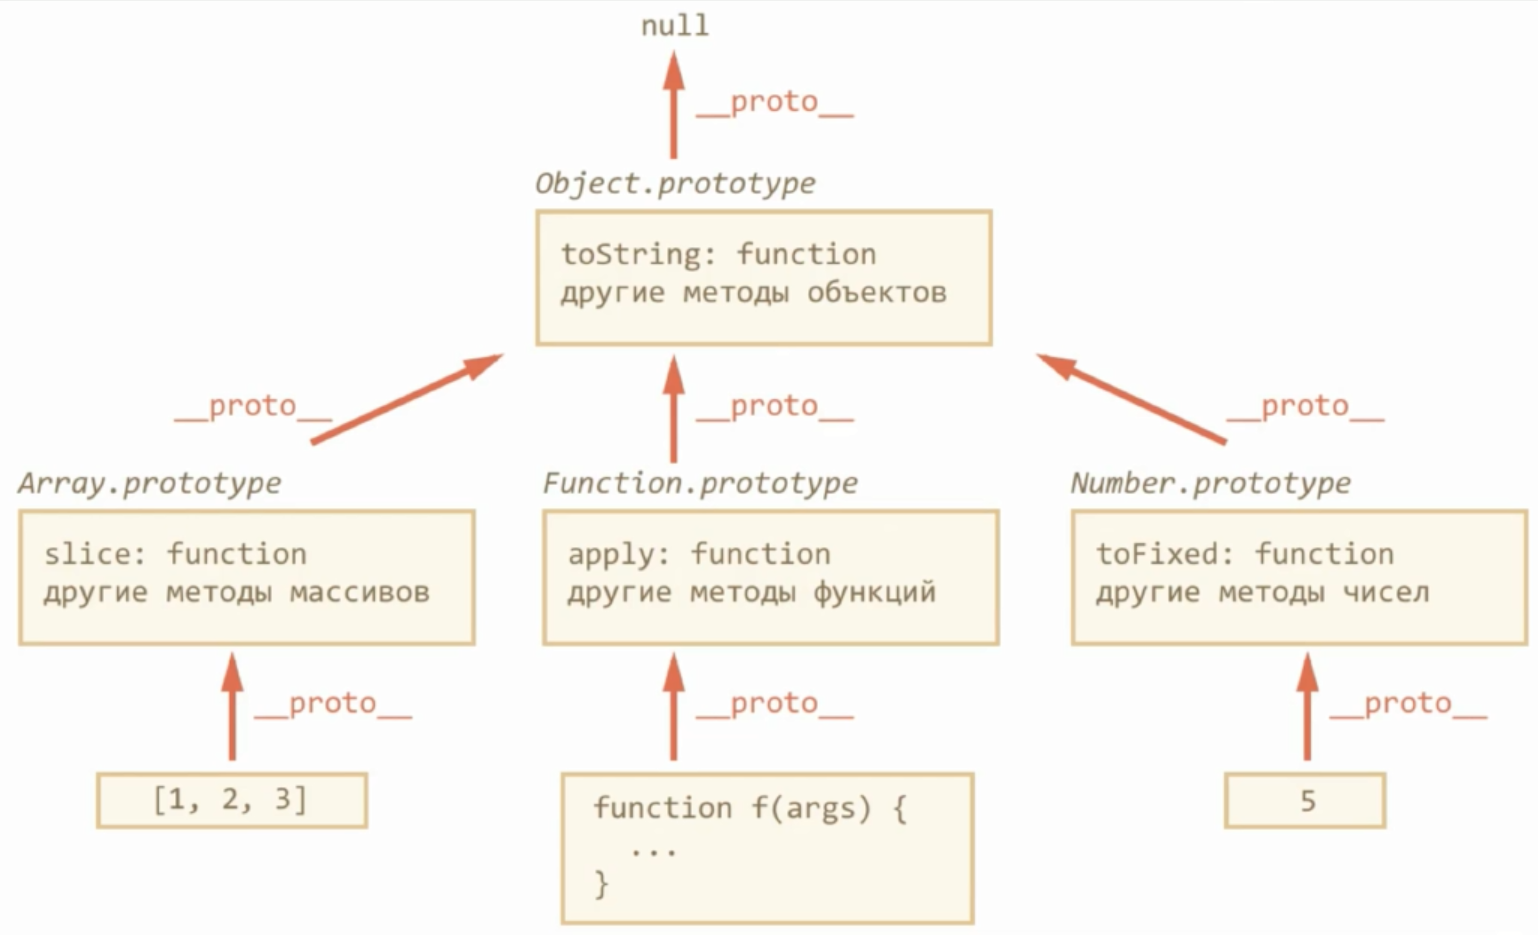 null
__proto__
Object.prototype
toString: function
другие методы объектов
__proto__
__proto__
__proto__
Array.prototype
slice: function
другие методы массивов
Function.prototype
apply: function
другие методы функций
Number.prototype
toFixed: function
другие методы чисел
__proto__
__proto__
__proto__
[1, 2, 3]
function f(args) {
...
}
5